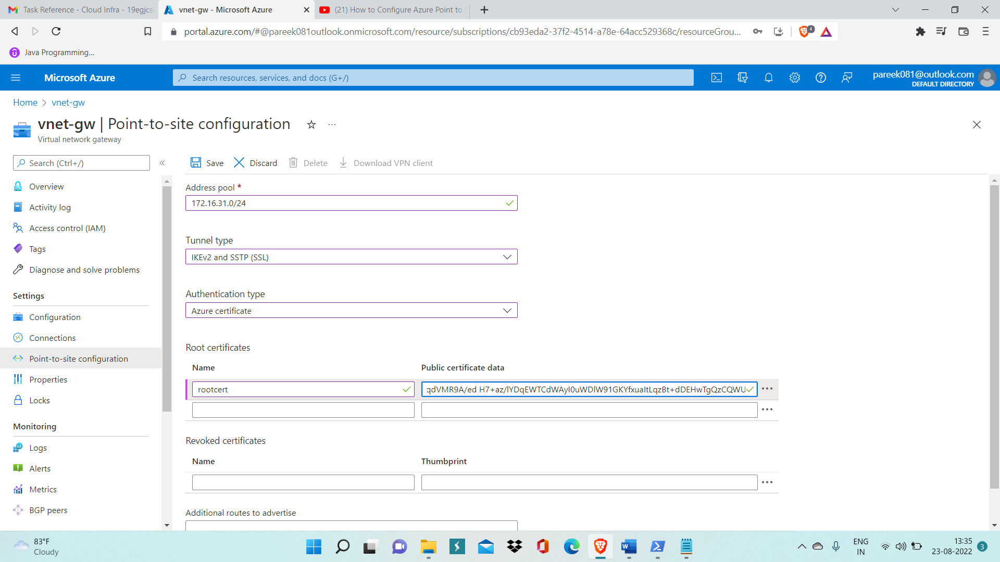 Task Reference - Cloud Infra - 19egjcs
vnet-gw - Microsoft Azure
(21) How to Configure Azure Point to
portal.azure.com/#@pareek081outlook.onmicrosoft.com/resource/subscriptions/cb93eda2-37f2-4514-a78e-64acc529368c/resourceGrou...
4
Java Programming...
Microsoft Azure
Search resources, services, and docs (G+/)
pareek081@outlook.com
DEFAULT DIRECTORY
Home > vnet-gw
vnet-gw | Point-to-site configuration
Virtual network gateway
Search (Ctrl+/)
Save
Discard
Delete
Download VPN client
Overview
Activity log
Access control (IAM)
Tags
Diagnose and solve problems
Settings
Configuration
Connections
Point-to-site configuration
Properties
Locks
Monitoring
Logs
Alerts
Metrics
BGP peers
Address pool *
172.16.31.0/24
Tunnel type
IKEv2 and SSTP (SSL)
Authentication type
Azure certificate
Root certificates
Name
Public certificate data
rootcert
qdVMR9A/ed H7+az/lYDqEWTCdWAyI0uWDlW91GKYfxuaItLqzBt+dDEHwTgQzCQWU
Revoked certificates
Name
Thumbprint
Additional routes to advertise
83°F
Cloudy
ENG
IN
13:35
23-08-2022
3